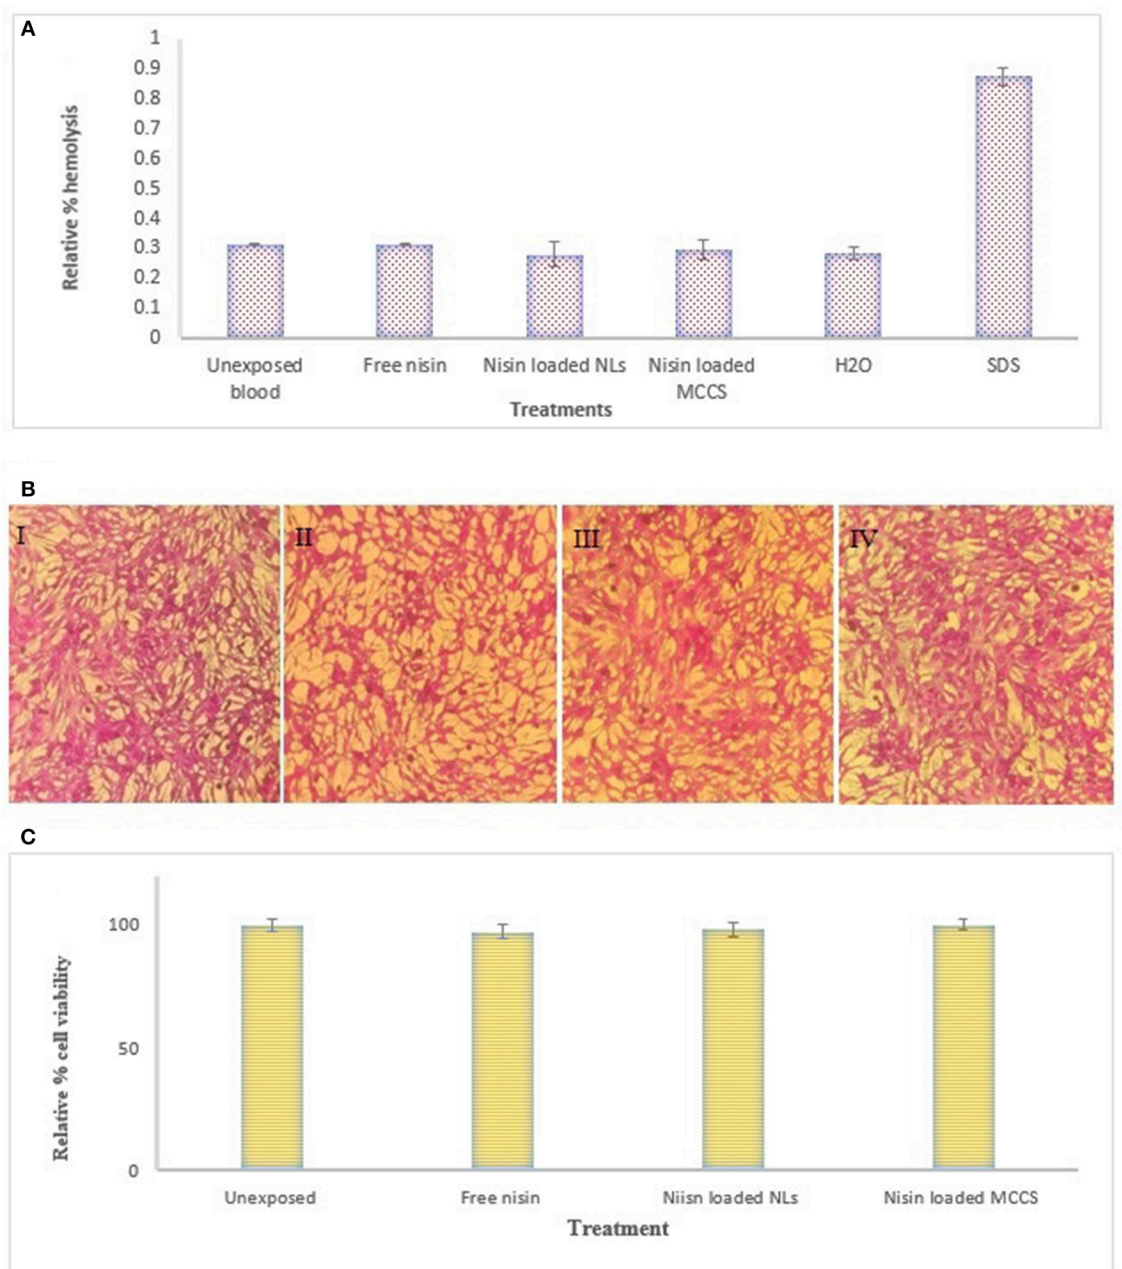 A
Relative % hemolysis
1
0.9
0.8
0.7
0.6
0.5
0.4
0.3
0.2
0.1
0
Unexposed
blood
Free nisin
Nisin loaded NLs
Nisin loaded
MCCS
H2O
SDS
Treatments
B
I
II
III
IV
C
Relative % cell viability
100
50
0
Unexposed
Free nisin
Niisn loaded NLs
Nisin loaded MCCS
Treatment